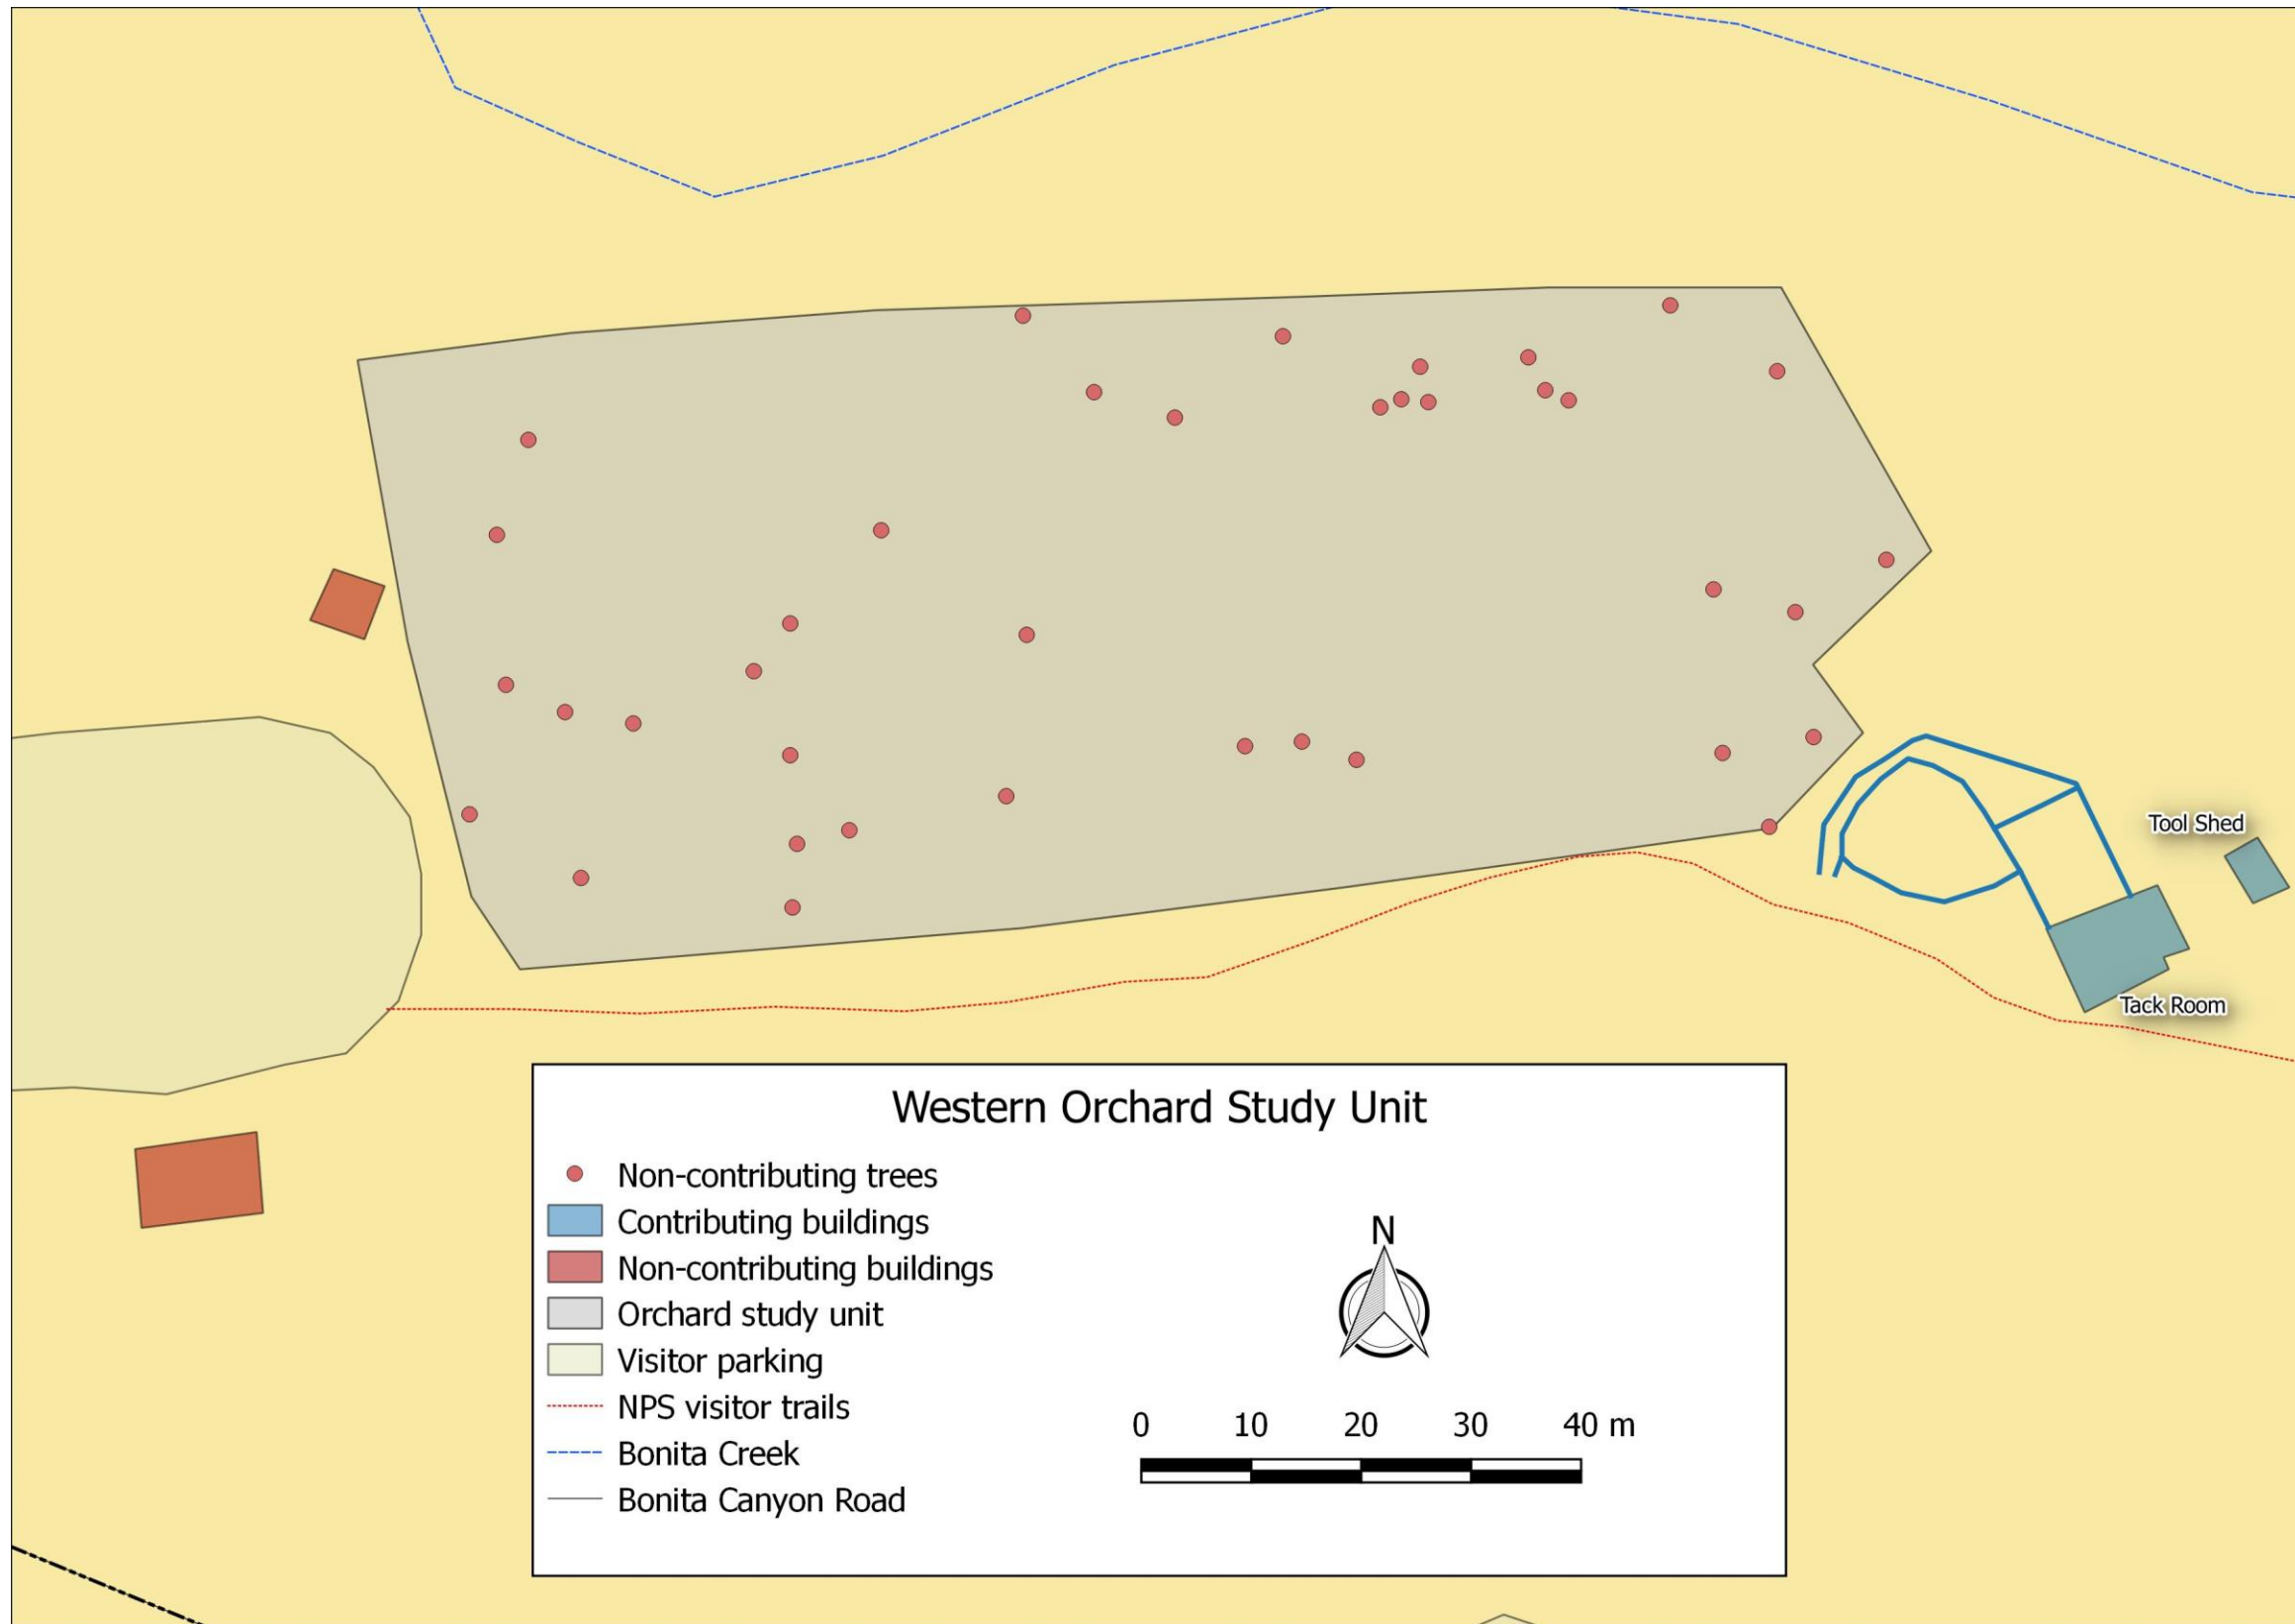 Tool Shed
Tack Room
Western Orchard Study Unit
Non-contributing trees
Contributing buildings
Non-contributing buildings
Orchard study unit
Visitor parking
NPS visitor trails
Bonita Creek
Bonita Canyon Road
N
0 10 20 30 40 m